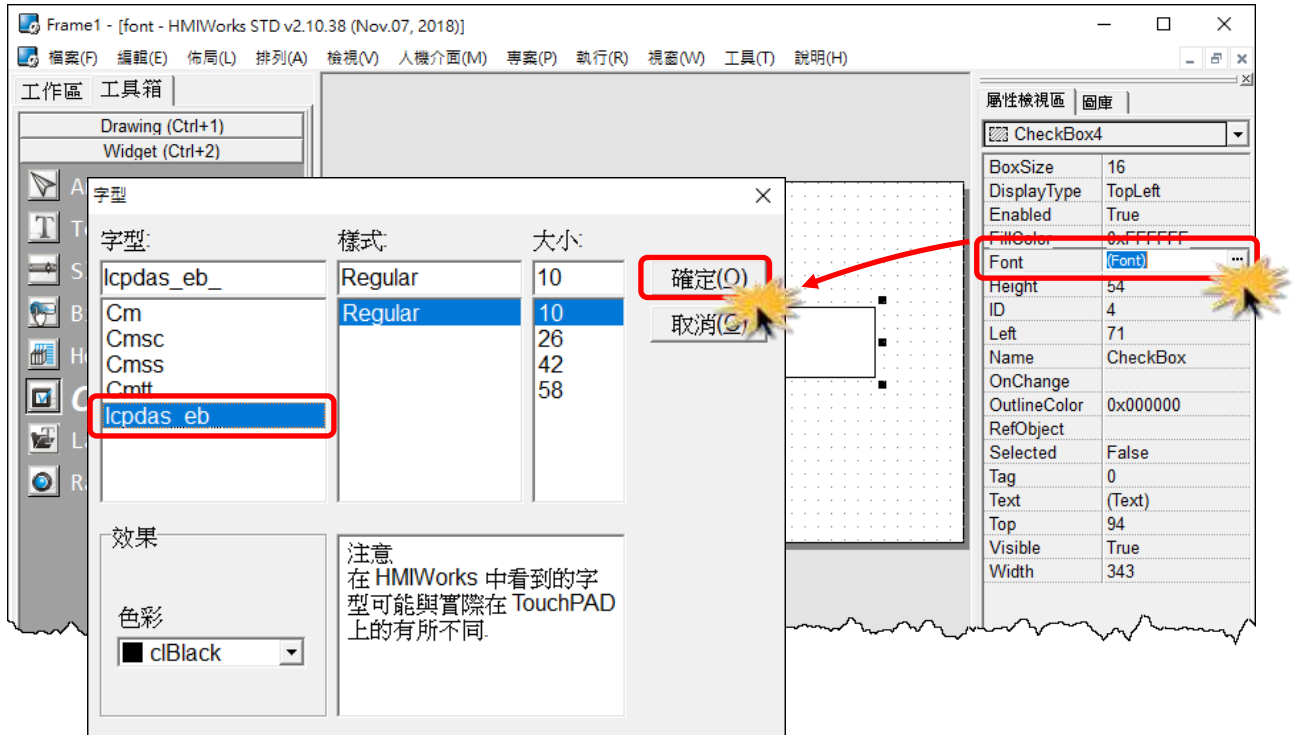 Frame1 - [font - HMIWorks STD v2.10.38 (Nov.07, 2018)]
檔案(F) 編輯(E) 佈局(L) 排列(A) 檢視(V) 人機介面(M) 專案(P) 執行(R) 視窗(W) 工具(T) 說明(H)
工作區 工具箱
Drawing (Ctrl+1)
Widget (Ctrl+2)
屬性檢視區 圖庫
CheckBox4
BoxSize 16
DisplayType TopLeft
Enabled True
FillColor 0xFFFFFF
Font (Font) ...
Height 54
ID 4
Left 71
Name CheckBox
OnChange
OutlineColor 0x000000
RefObject
Selected False
Tag 0
Text (Text)
Top 94
Visible True
Width 343
字型
字型: 樣式: 大小:
Icpdas_eb_ Regular 10 確定(O)
Cm Regular 10 取消(C)
Cmsc 26
Cmss 42
Cmtt 58
Icpdas_eb_
效果
色彩
clBlack
注意
在 HMIWorks 中看到的字
型可能與實際在 TouchPAD
上的有所不同.